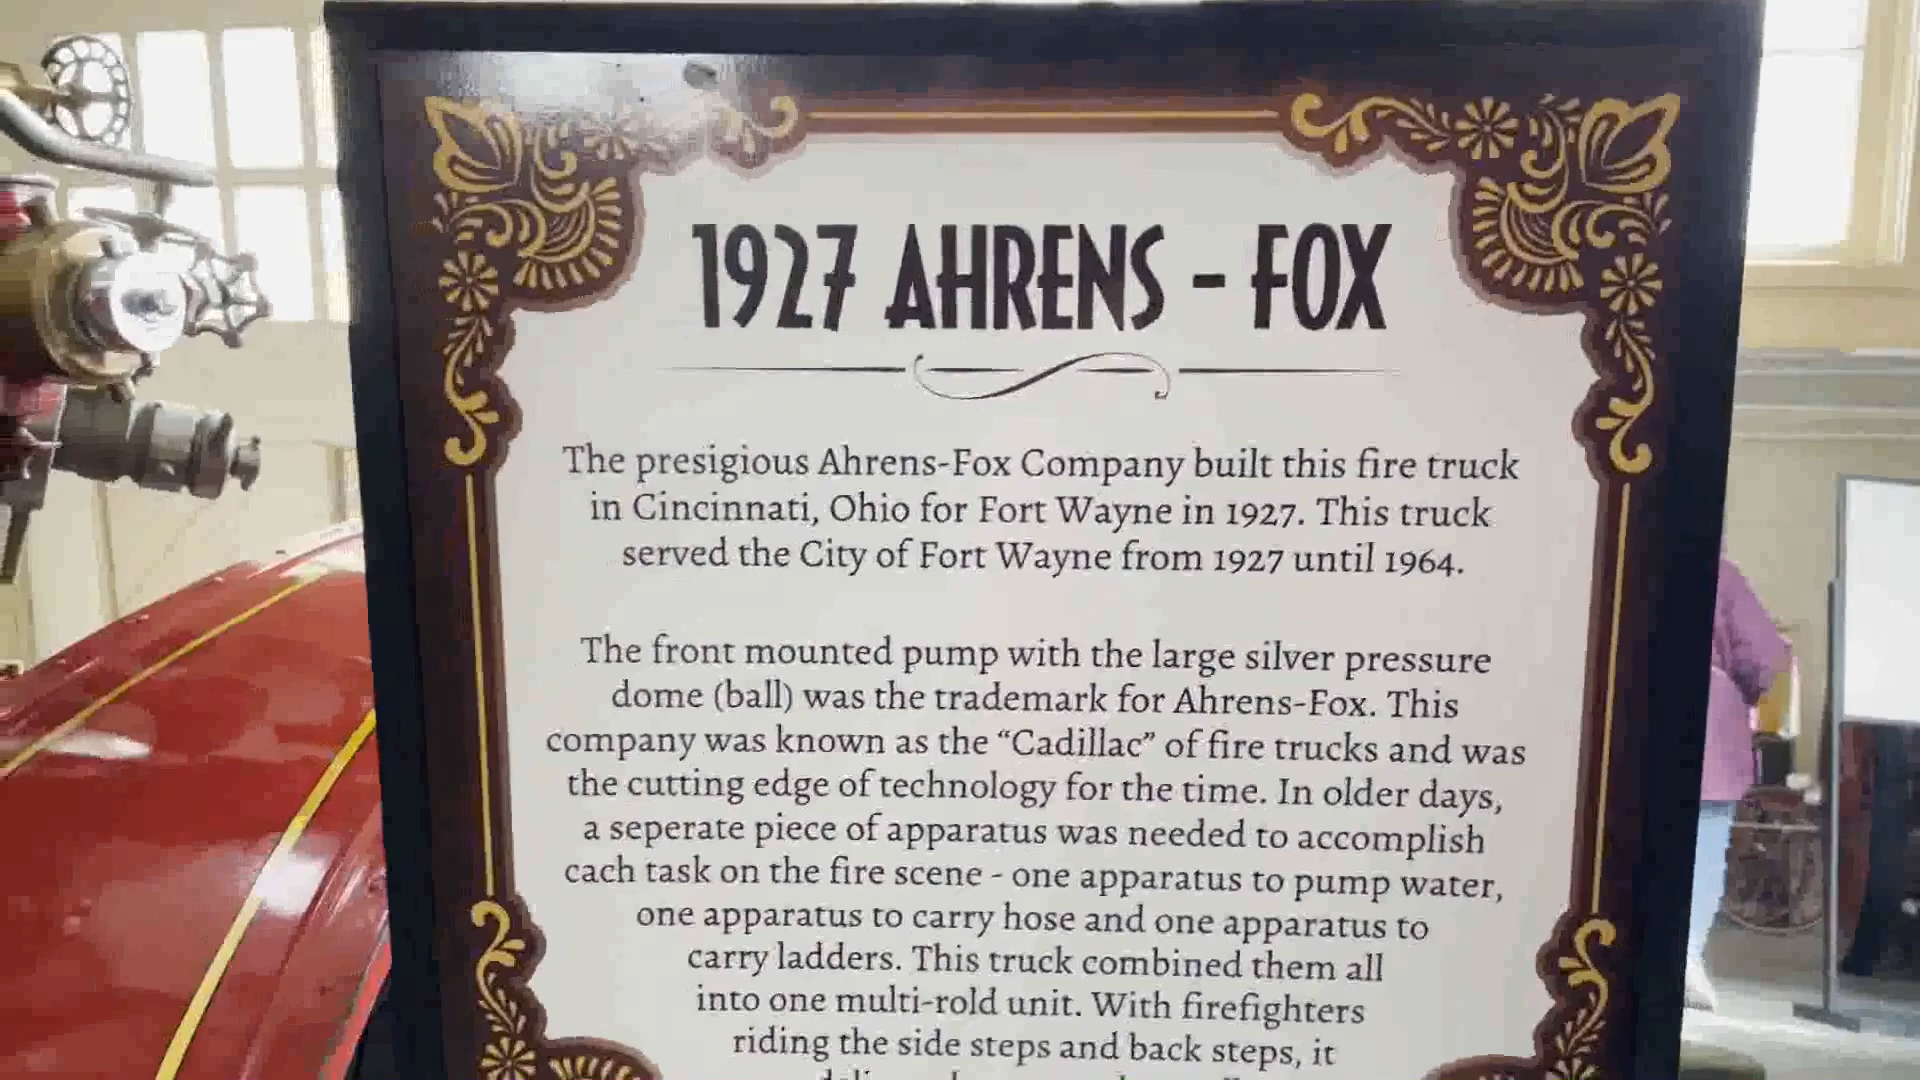 1927 AHRENS - FOX
The presigious Ahrens-Fox Company built this fire truck
in Cincinnati, Ohio for Fort Wayne in 1927. This truck
served the City of Fort Wayne from 1927 until 1964.
The front mounted pump with the large silver pressure
dome (ball) was the trademark for Ahrens-Fox. This
company was known as the “Cadillac” of fire trucks and was
the cutting edge of technology for the time. In older days,
a seperate piece of apparatus was needed to accomplish
cach task on the fire scene - one apparatus to pump water,
one apparatus to carry hose and one apparatus to
carry ladders. This truck combined them all
into one multi-rold unit. With firefighters
riding the side steps and back steps, it